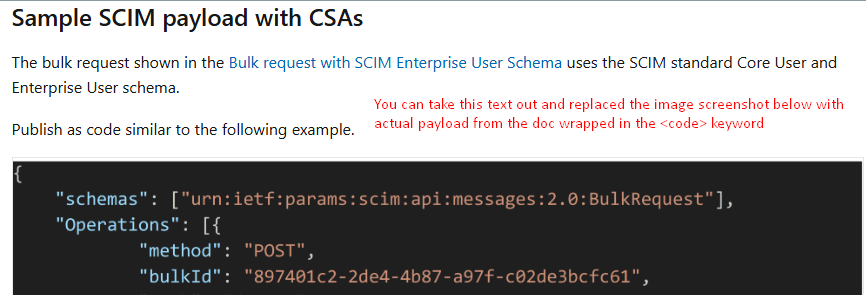 Sample SCIM payload with CSAs
The bulk request shown in the Bulk request with SCIM Enterprise User Schema uses the SCIM standard Core User and
Enterprise User schema.
You can take this text out and replaced the image screenshot below with
actual payload from the doc wrapped in the <code> keyword
Publish as code similar to the following example.
{
"schemas": ["urn:ietf:params:scim:api:messages:2.0:BulkRequest"],
"Operations": [{
"method": "POST",
"bulkId": "897401c2-2de4-4b87-a97f-c02de3bcfc61",